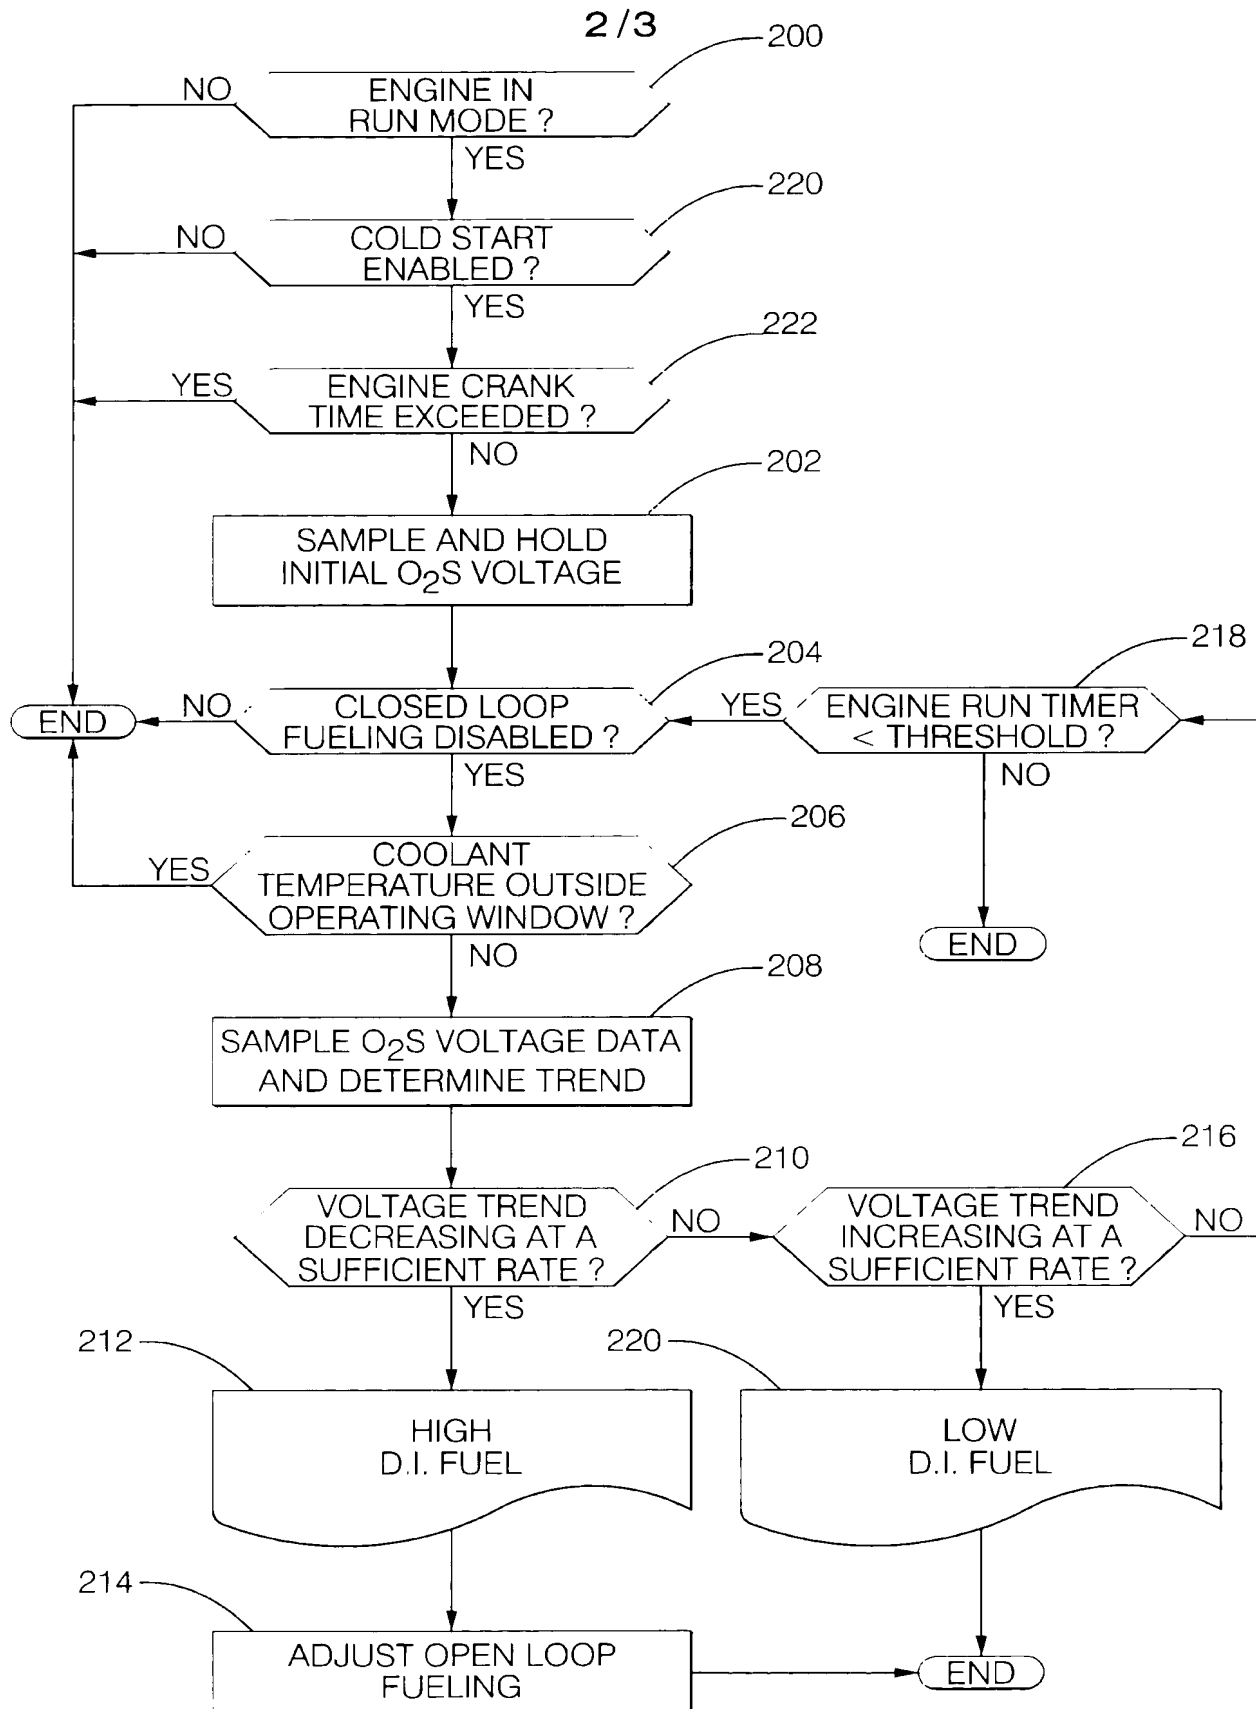 2/3
200
NO
ENGINE IN
RUN MODE ?
YES
220
NO
COLD START
ENABLED ?
YES
222
YES
ENGINE CRANK
TIME EXCEEDED ?
NO
202
SAMPLE AND HOLD
INITIAL O2S VOLTAGE
204
218
END
NO
CLOSED LOOP
FUELING DISABLED ?
YES
ENGINE RUN TIMER
< THRESHOLD ?
YES
NO
206
YES
COOLANT
TEMPERATURE OUTSIDE
OPERATING WINDOW ?
END
NO
208
SAMPLE O2S VOLTAGE DATA
AND DETERMINE TREND
210
216
VOLTAGE TREND
DECREASING AT A
SUFFICIENT RATE ?
NO
VOLTAGE TREND
INCREASING AT A
SUFFICIENT RATE ?
NO
YES
YES
212
220
HIGH
D.I. FUEL
LOW
D.I. FUEL
214
ADJUST OPEN LOOP
FUELING
END